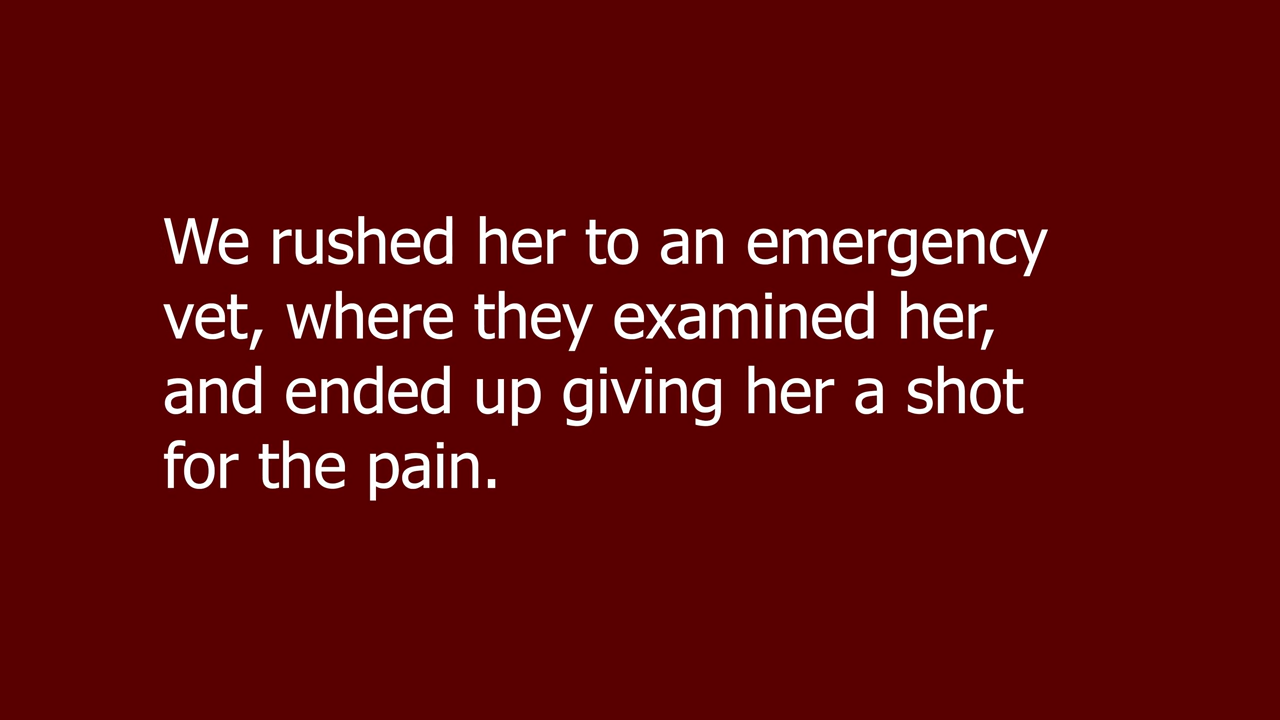 We rushed her to an emergency
vet, where they examined her,
and ended up giving her a shot
for the pain.